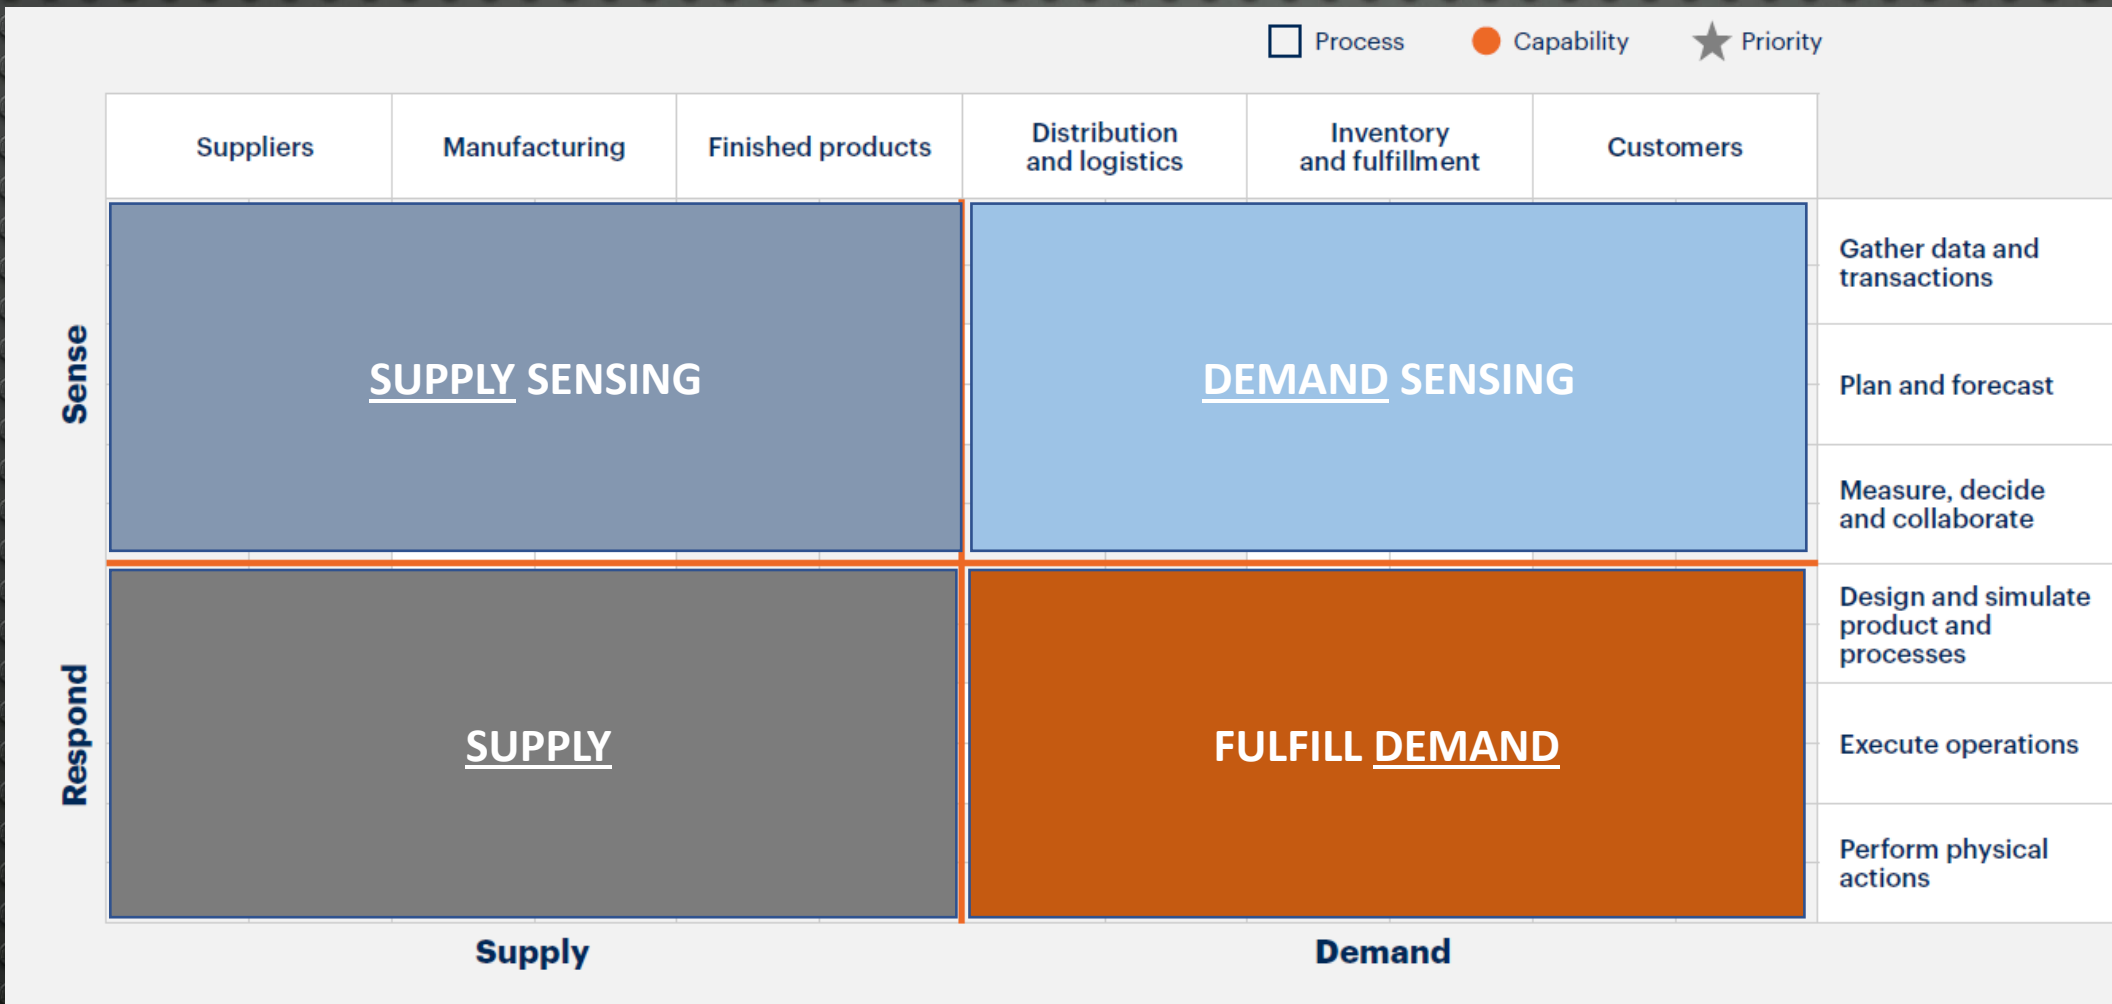 Process Capability Priority
Suppliers
Manufacturing
Finished products
Distribution
and logistics
Inventory
and fulfillment
Customers
Sense
SUPPLY SENSING
DEMAND SENSING
Gather data and
transactions
Plan and forecast
Measure, decide
and collaborate
Respond
SUPPLY
FULFILL DEMAND
Design and simulate
product and
processes
Execute operations
Perform physical
actions
Supply
Demand